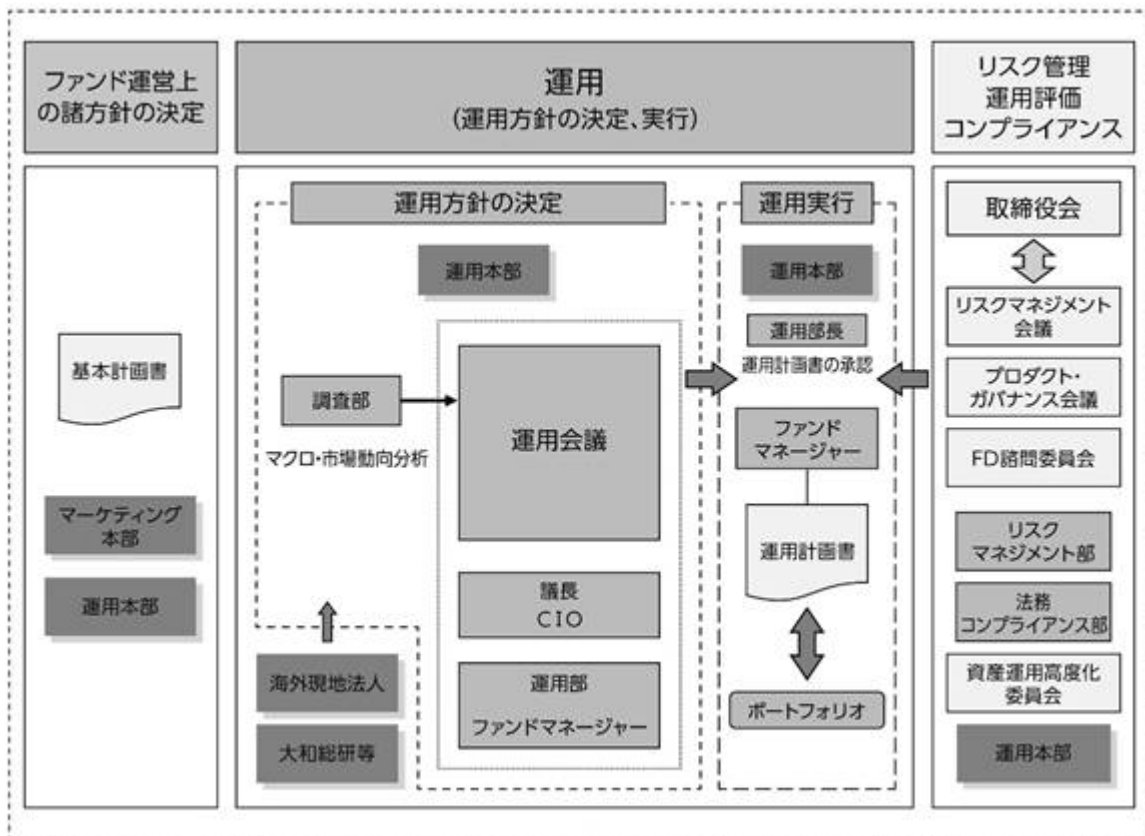 ファンド運営上
の諸方針の決定
運用
(運用方針の決定、実行)
リスク管理
運用評価
コンプライアンス
基本計画書
マーケティング
本部
運用本部
運用方針の決定
運用本部
調査部
マクロ・市場動向分析
運用会議
議長
CIO
運用部
ファンドマネージャー
海外現地法人
大和総研等
運用実行
運用本部
運用部長
運用計画書の承認
ファンド
マネージャー
運用計画書
ポートフォリオ
取締役会
リスクマネジメント
会議
プロダクト・
ガバナンス会議
FD諮問委員会
リスク
マネジメント部
法務
コンプライアンス部
資産運用高度化
委員会
運用本部